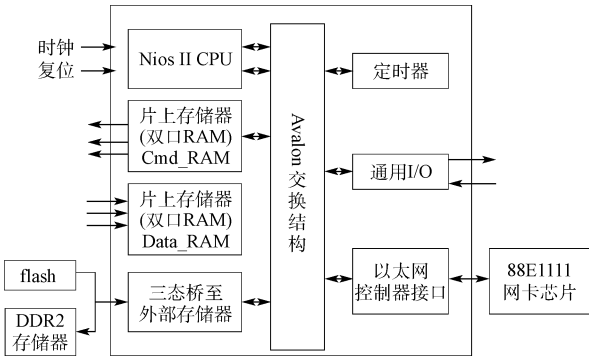 时钟
复位
Nios II CPU
片上存储器
(双口RAM)
Cmd_RAM
片上存储器
(双口RAM)
Data_RAM
flash
DDR2
存储器
三态桥至
外部存储器
Avalon交换结构
定时器
通用I/O
以太网
控制器接口
88E1111
网卡芯片